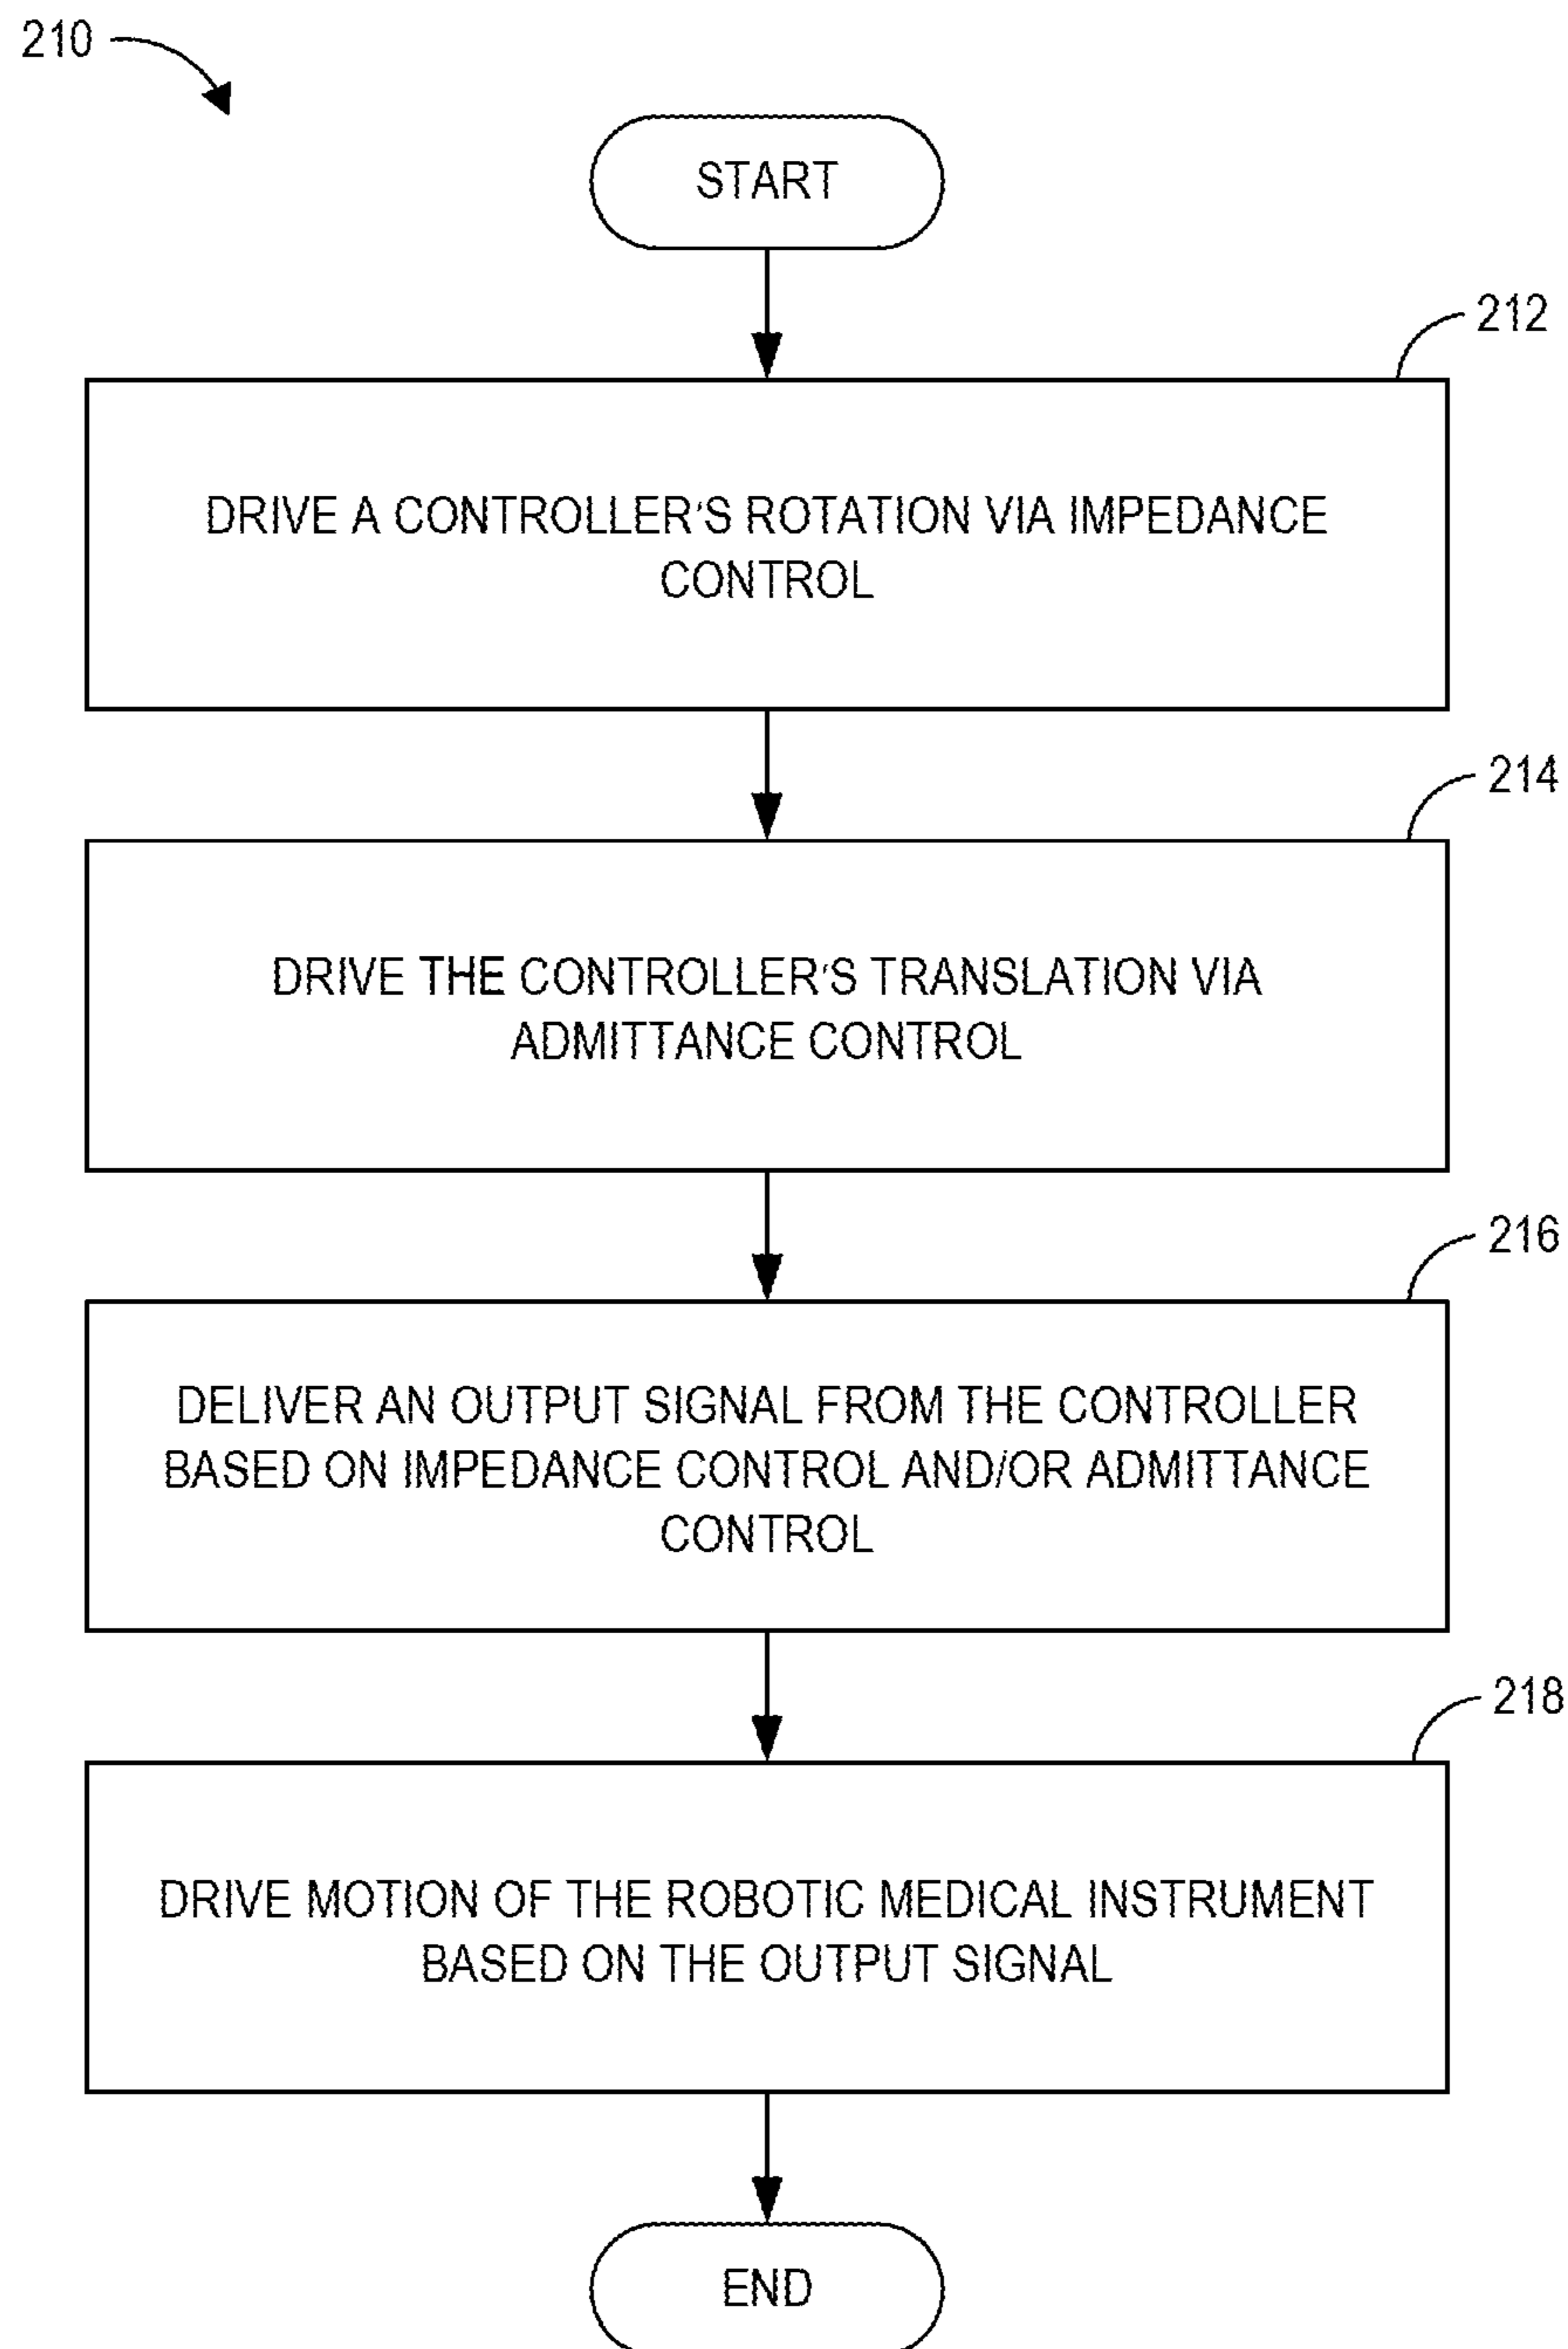 210
START
212
DRIVE A CONTROLLER'S ROTATION VIA IMPEDANCE
CONTROL
214
DRIVE THE CONTROLLER'S TRANSLATION VIA
ADMITTANCE CONTROL
216
DELIVER AN OUTPUT SIGNAL FROM THE CONTROLLER
BASED ON IMPEDANCE CONTROL AND/OR ADMITTANCE
CONTROL
218
DRIVE MOTION OF THE ROBOTIC MEDICAL INSTRUMENT
BASED ON THE OUTPUT SIGNAL
END